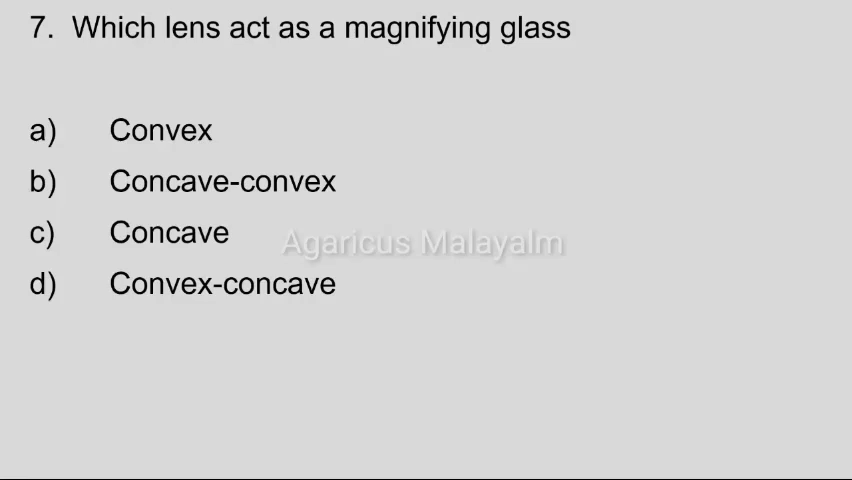 7. Which lens act as a magnifying glass
a) Convex
b) Concave-convex
c) Concave
Agaricus Malayalm
d) Convex-concave